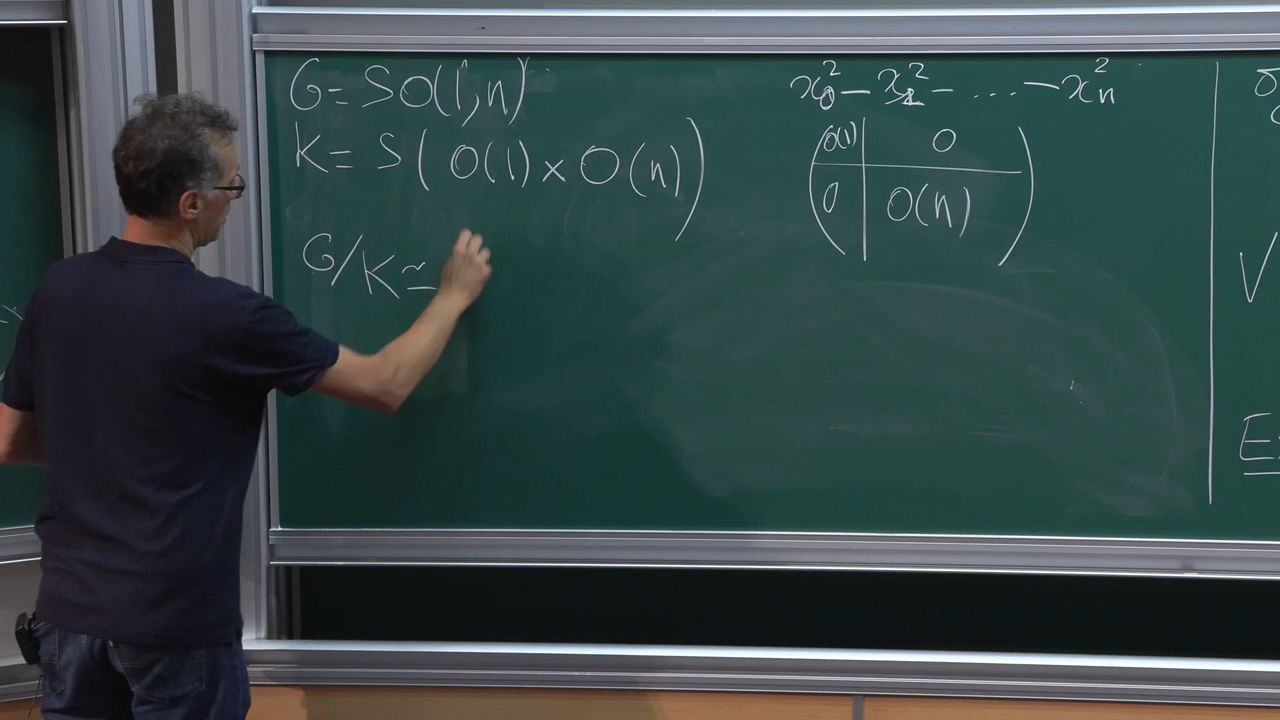 G = SO(1,n)
K = S(O(1) × O(n))
G/K ≃
x₀² − x₁² − ... − xₙ²
O(1) | 0
0 | O(n)
V
E